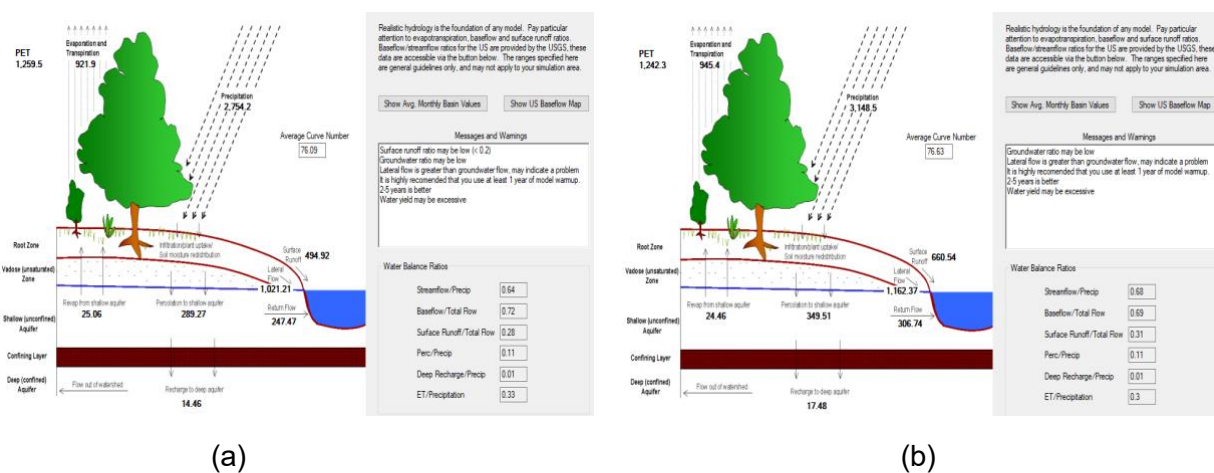 PET
1,259.5
Evaporation and
Transpiration
921.9
Precipitation
2,754.2
Average Curve Number
76.09
Root Zone
Infiltration/plant uptake/
Soil moisture redistribution
Surface
Runoff
494.92
Vadose (unsaturated)
Zone
Lateral
Flow
1,021.21
Revap from shallow aquifer
25.06
Percolation to shallow aquifer
289.27
Return Flow
247.47
Shallow (unconfined)
Aquifer
Confining Layer
Deep (confined)
Aquifer
Flow out of watershed
Recharge to deep aquifer
14.46
Realistic hydrology is the foundation of any model. Pay particular
attention to evapotranspiration, baseflow and surface runoff ratios.
Baseflow/streamflow ratios for the US are provided by the USGS, these
data are accessible via the button below. The ranges specified here
are general guidelines only, and may not apply to your simulation area.
Show Avg. Monthly Basin Values
Show US Baseflow Map
Messages and Warnings
Surface runoff ratio may be low (< 0.2)
Groundwater ratio may be low
Lateral flow is greater than groundwater flow, may indicate a problem
It is highly recomended that you use at least 1 year of model warmup.
2-5 years is better
Water yield may be excessive
Water Balance Ratios
Streamflow/Precip 0.64
Baseflow/Total Flow 0.72
Surface Runoff/Total Flow 0.28
Perc/Precip 0.11
Deep Recharge/Precip 0.01
ET/Precipitation 0.33
(a)
PET
1,242.3
Evaporation and
Transpiration
945.4
Precipitation
3,148.5
Average Curve Number
76.63
Root Zone
Infiltration/plant uptake/
Soil moisture redistribution
Surface
Runoff
660.54
Vadose (unsaturated)
Zone
Lateral
Flow
1,162.37
Revap from shallow aquifer
24.46
Percolation to shallow aquifer
349.51
Return Flow
306.74
Shallow (unconfined)
Aquifer
Confining Layer
Deep (confined)
Aquifer
Flow out of watershed
Recharge to deep aquifer
17.48
Realistic hydrology is the foundation of any model. Pay particular
attention to evapotranspiration, baseflow and surface runoff ratios.
Baseflow/streamflow ratios for the US are provided by the USGS, these
data are accessible via the button below. The ranges specified here
are general guidelines only, and may not apply to your simulation area.
Show Avg. Monthly Basin Values
Show US Baseflow Map
Messages and Warnings
Groundwater ratio may be low
Lateral flow is greater than groundwater flow, may indicate a problem
It is highly recomended that you use at least 1 year of model warmup.
2-5 years is better
Water yield may be excessive
Water Balance Ratios
Streamflow/Precip 0.68
Baseflow/Total Flow 0.69
Surface Runoff/Total Flow 0.31
Perc/Precip 0.11
Deep Recharge/Precip 0.01
ET/Precipitation 0.3
(b)